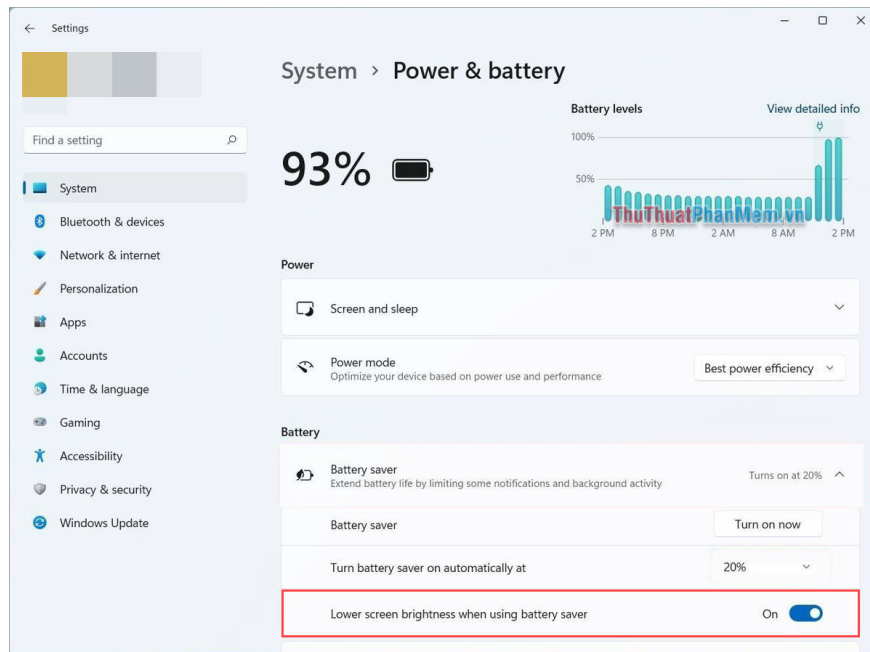 Settings
System > Power & battery
Battery levels
View detailed info
100%
50%
93%
ThuThuatPhanMem.vn
2 PM
8 PM
2 AM
8 AM
2 PM
Find a setting
System
Bluetooth & devices
Network & internet
Personalization
Apps
Accounts
Time & language
Gaming
Accessibility
Privacy & security
Windows Update
Power
Screen and sleep
Power mode
Optimize your device based on power use and performance
Best power efficiency
Battery
Battery saver
Extend battery life by limiting some notifications and background activity
Turns on at 20%
Battery saver
Turn on now
Turn battery saver on automatically at
20%
Lower screen brightness when using battery saver
On